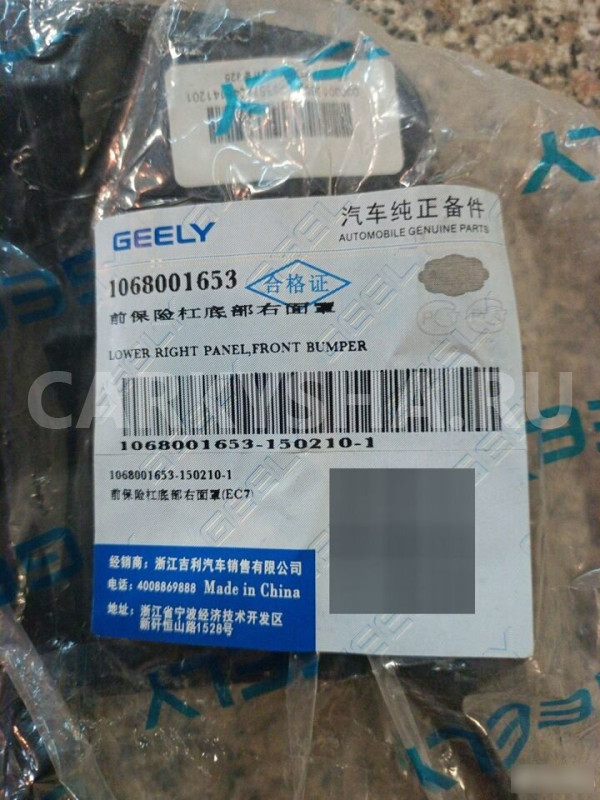 GEELY
汽车纯正备件
AUTOMOBILE GENUINE PARTS
1068001653
合格证
前保险杠底部右面罩
LOWER RIGHT PANEL,FRONT BUMPER
CARKYSHA.RU
1068001653-150210-1
1068001653-150210-1
前保险杠底部右面罩(EC7)
经销商：浙江吉利汽车销售有限公司
电话：4008869888 Made in China
地址：浙江省宁波经济技术开发区
新矸恒山路1528号